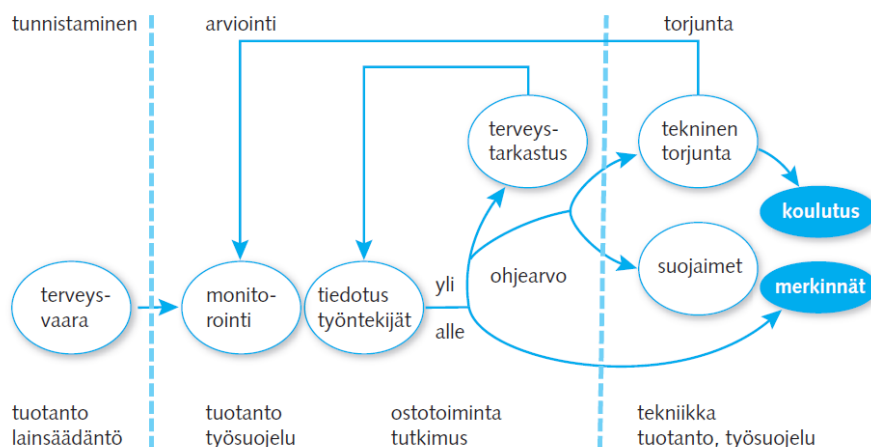 tunnistaminen
arviointi
torjunta
terveys-
tarkastus
tekninen
torjunta
koulutus
terveys-
vaara
monito-
rointi
tiedotus
työntekijät
yli
alle
ohjearvo
suojaimet
merkinnät
tuotanto
lainsäädäntö
tuotanto
työsuojelu
ostotoiminta
tutkimus
tekniikka
tuotanto, työsuojelu